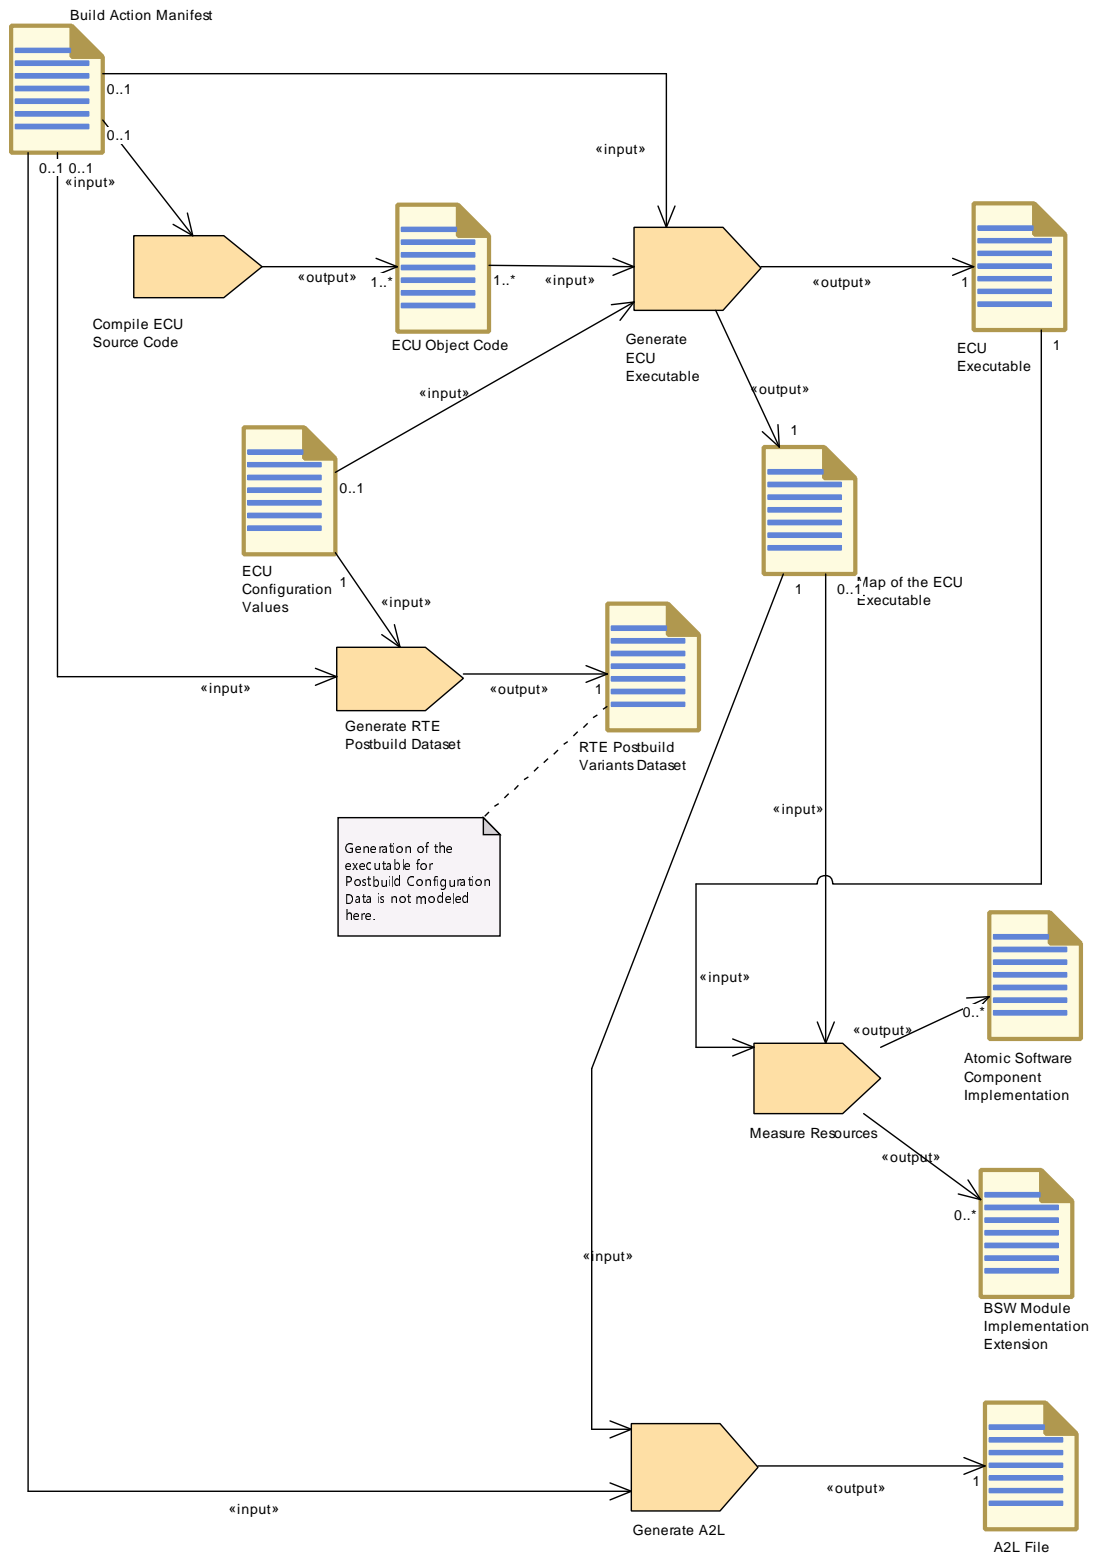 Build Action Manifest
0..1
0..1
0..1 0..1
«input»
«input»
«output»
1..*
1..*
«input»
«output»
1
Compile ECU
Source Code
ECU Object Code
Generate
ECU
Executable
ECU
Executable
1
«input»
«output»
1
0..1
ECU
Configuration
Values
1
«input»
Map of the ECU
Executable
1
0..1
«input»
«output»
1
Generate RTE
Postbuild Dataset
RTE Postbuild
Variants Dataset
«input»
Generation of the
executable for
Postbuild Configuration
Data is not modeled
here.
«input»
«output»
0..*
Atomic Software
Component
Implementation
Measure Resources
«output»
0..*
«input»
BSW Module
Implementation
Extension
«output»
1
«input»
Generate A2L
A2L File